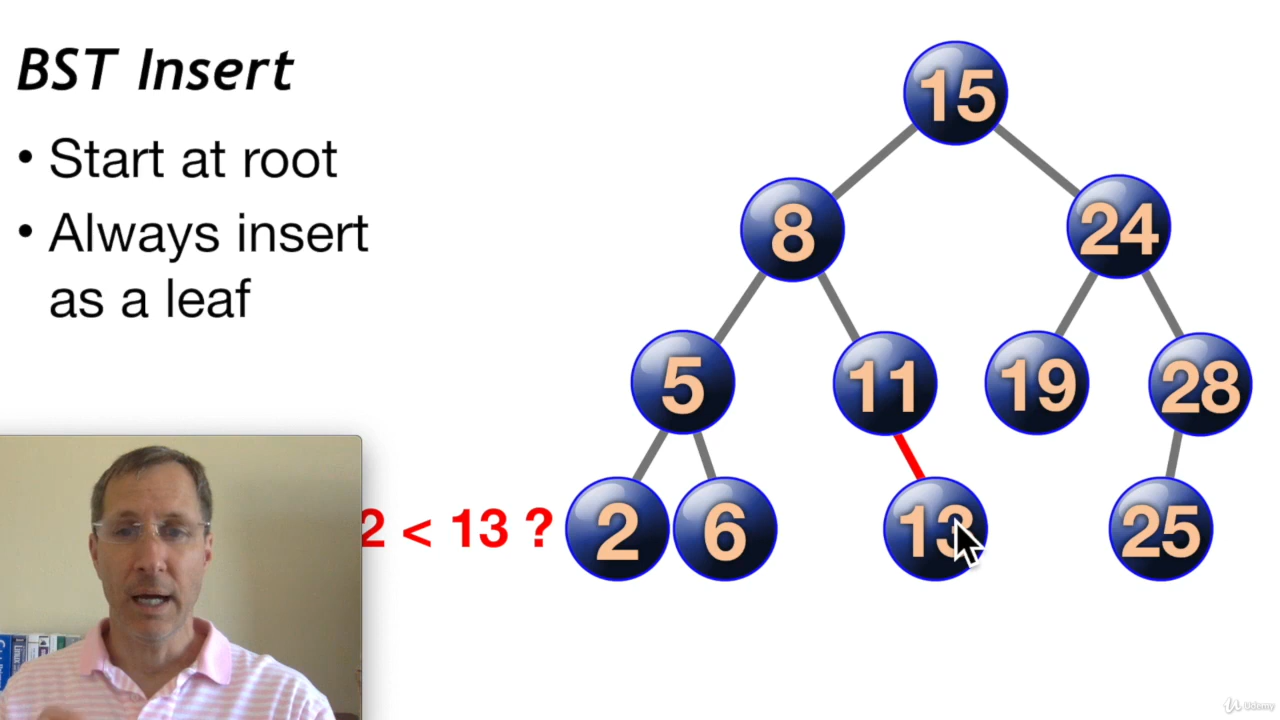 BST Insert
• Start at root
• Always insert
as a leaf
15
8
24
5
11
19
28
2 < 13 ?
2
6
13
25
Udemy